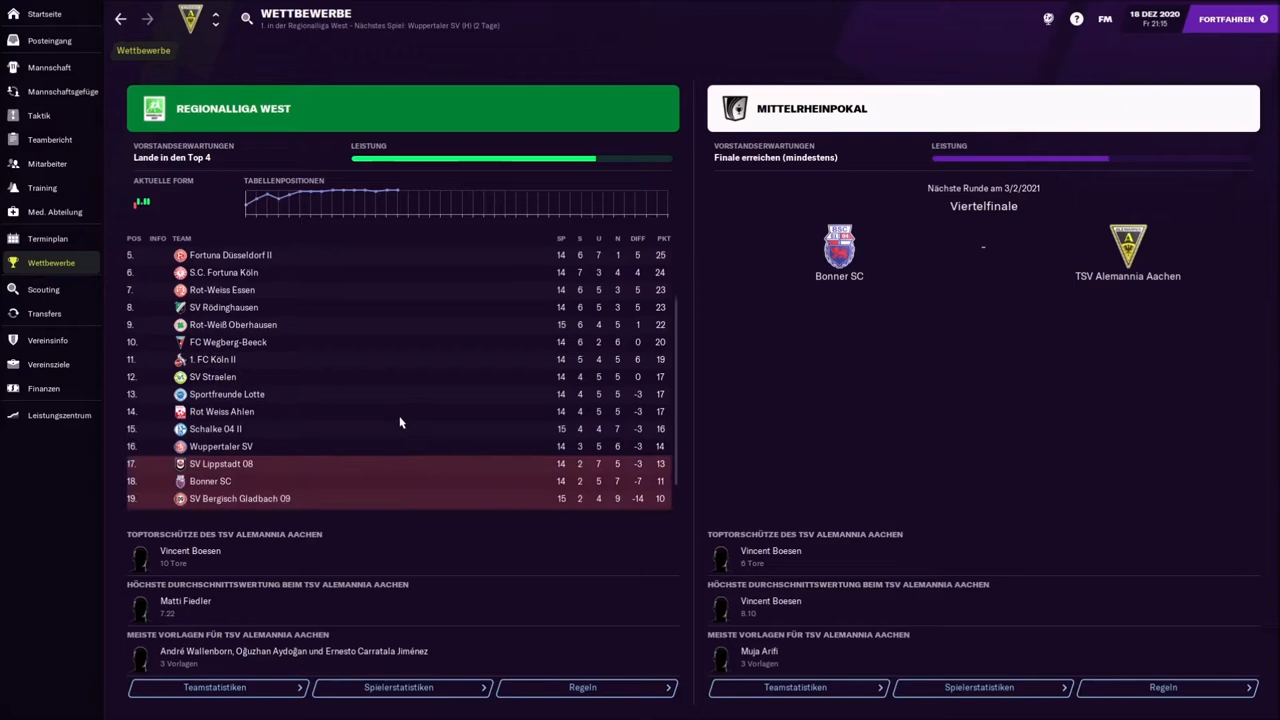 Startseite
Posteingang
Mannschaft
Mannschaftsgefüge
Taktik
Teambericht
Mitarbeiter
Training
Med. Abteilung
Terminplan
Wettbewerbe
Scouting
Transfers
Vereinsinfo
Vereinsziele
Finanzen
Leistungszentrum
WETTBEWERBE
1. in der Regionalliga West - Nächstes Spiel: Wuppertaler SV (H) (2 Tage)
? FM
18 DEZ 2020
Fr 21:15
FORTFAHREN
Wettbewerbe
REGIONALLIGA WEST
VORSTANDSERWARTUNGEN LEISTUNG
Lande in den Top 4
AKTUELLE FORM TABELLENPOSITIONEN
POS INFO TEAM SP S U N DIFF PKT
5. Fortuna Düsseldorf II 14 6 7 1 5 25
6. S.C. Fortuna Köln 14 7 3 4 4 24
7. Rot-Weiss Essen 14 6 5 3 5 23
8. SV Rödinghausen 14 6 5 3 5 23
9. Rot-Weiß Oberhausen 15 6 4 5 1 22
10. FC Wegberg-Beeck 14 6 2 6 0 20
11. 1. FC Köln II 14 5 4 5 6 19
12. SV Straelen 14 4 5 5 0 17
13. Sportfreunde Lotte 14 4 5 5 -3 17
14. Rot Weiss Ahlen 14 4 5 5 -3 17
15. Schalke 04 II 15 4 4 7 -3 16
16. Wuppertaler SV 14 3 5 6 -3 14
17. SV Lippstadt 08 14 2 7 5 -3 13
18. Bonner SC 14 2 5 7 -7 11
19. SV Bergisch Gladbach 09 15 2 4 9 -14 10
TOPTORSCHÜTZE DES TSV ALEMANNIA AACHEN
Vincent Boesen
10 Tore
HÖCHSTE DURCHSCHNITTSWERTUNG BEIM TSV ALEMANNIA AACHEN
Matti Fiedler
7.22
MEISTE VORLAGEN FÜR TSV ALEMANNIA AACHEN
André Wallenborn, Oğuzhan Aydoğan und Ernesto Carratala Jiménez
3 Vorlagen
Teamstatistiken
Spielerstatistiken
Regeln
MITTELRHEINPOKAL
VORSTANDSERWARTUNGEN LEISTUNG
Finale erreichen (mindestens)
Nächste Runde am 3/2/2021
Viertelfinale
-
Bonner SC TSV Alemannia Aachen
TOPTORSCHÜTZE DES TSV ALEMANNIA AACHEN
Vincent Boesen
6 Tore
HÖCHSTE DURCHSCHNITTSWERTUNG BEIM TSV ALEMANNIA AACHEN
Vincent Boesen
8.10
MEISTE VORLAGEN FÜR TSV ALEMANNIA AACHEN
Muja Arifi
3 Vorlagen
Teamstatistiken
Spielerstatistiken
Regeln